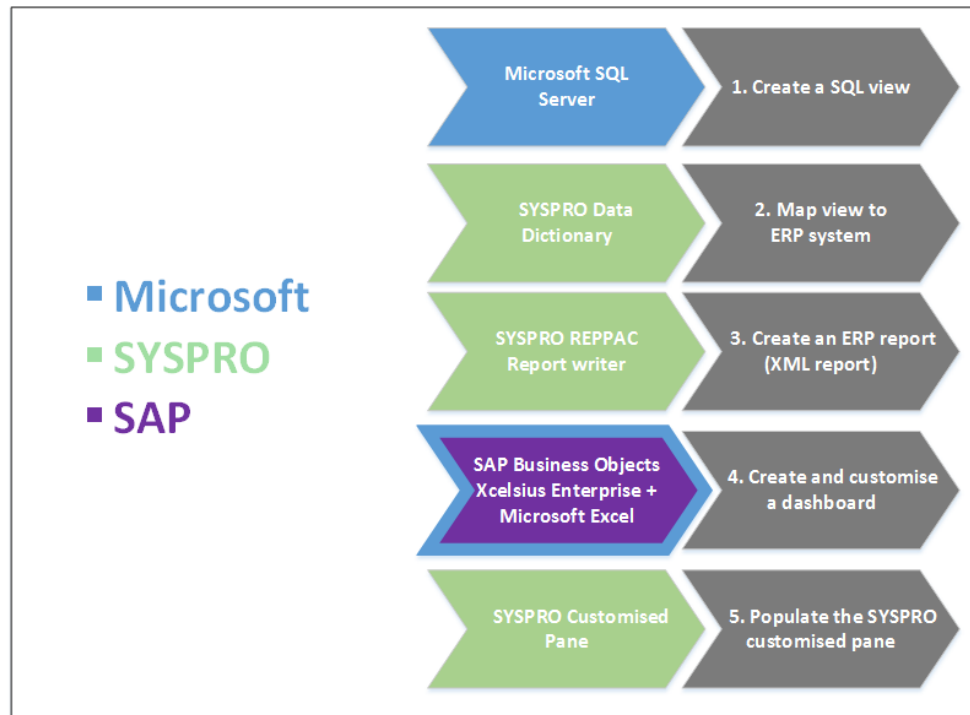 Microsoft SQL
Server
1. Create a SQL view
SYSPRO Data
Dictionary
2. Map view to
ERP system
Microsoft
SYSPRO
SAP
SYSPRO REPPAC
Report writer
3. Create an ERP report
(XML report)
SAP Business Objects
Xcelsius Enterprise +
Microsoft Excel
4. Create and customise
a dashboard
SYSPRO Customised
Pane
5. Populate the SYSPRO
customised pane